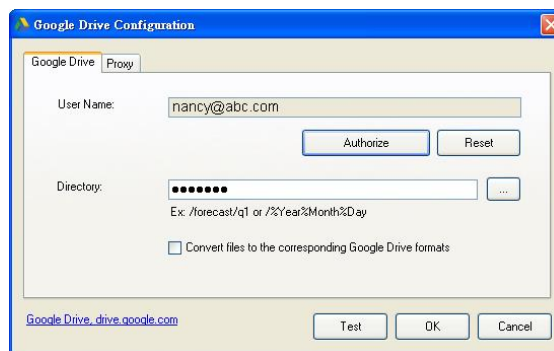 Google Drive Configuration
Google Drive Proxy
User Name: nancy@abc.com
Authorize Reset
Directory: ●●●●●●● ...
Ex: /forecast/q1 or /%Year%Month%Day
Convert files to the corresponding Google Drive formats
Google Drive, drive.google.com Test OK Cancel